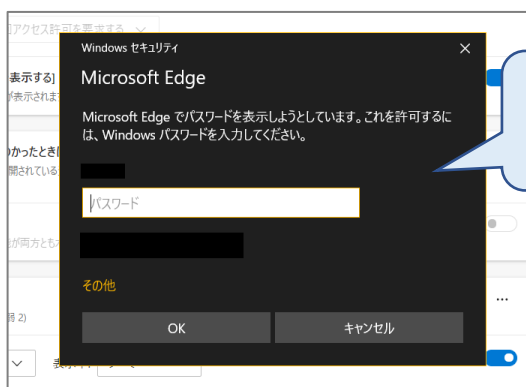 アクセス許可を要求する
Windows セキュリティ
Microsoft Edge
Microsoft Edge でパスワードを表示しようとしています。これを許可するに
は、Windows パスワードを入力してください。
パスワード
その他
OK
キャンセル
表示する]
が表示されま
かったとき
開されている
が両方とも
2)
...